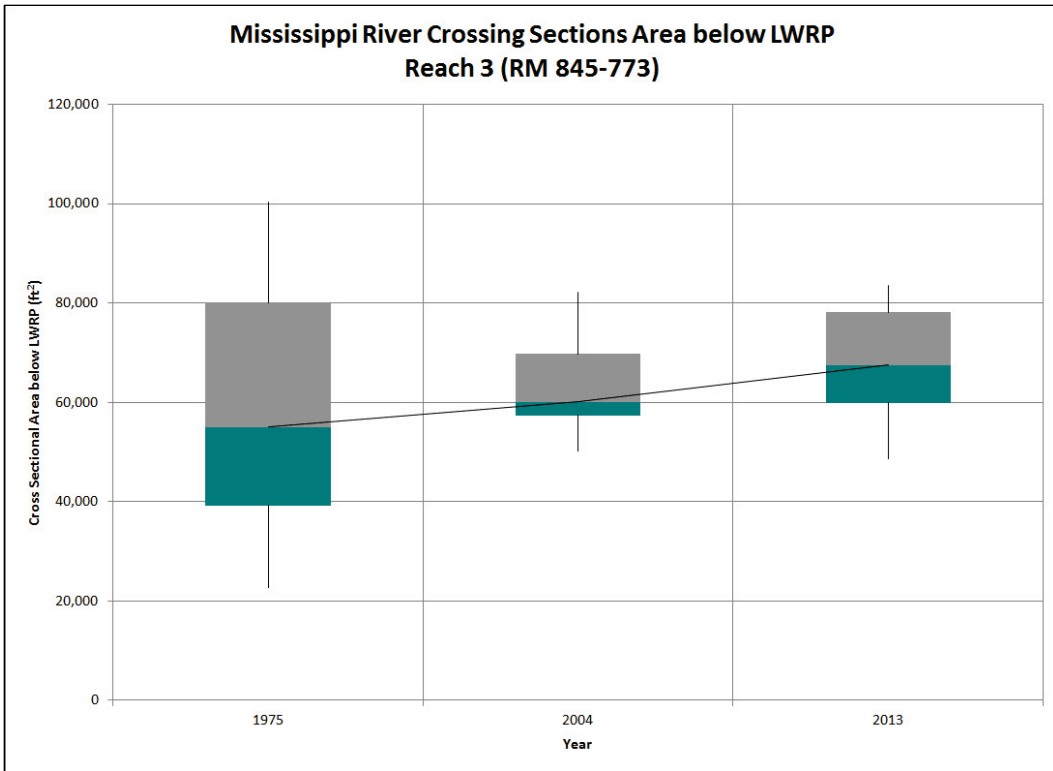 Mississippi River Crossing Sections Area below LWRP
Reach 3 (RM 845-773)
120,000
100,000
80,000
60,000
40,000
20,000
0
Cross Sectional Area below LWRP (ft²)
1975
2004
2013
Year